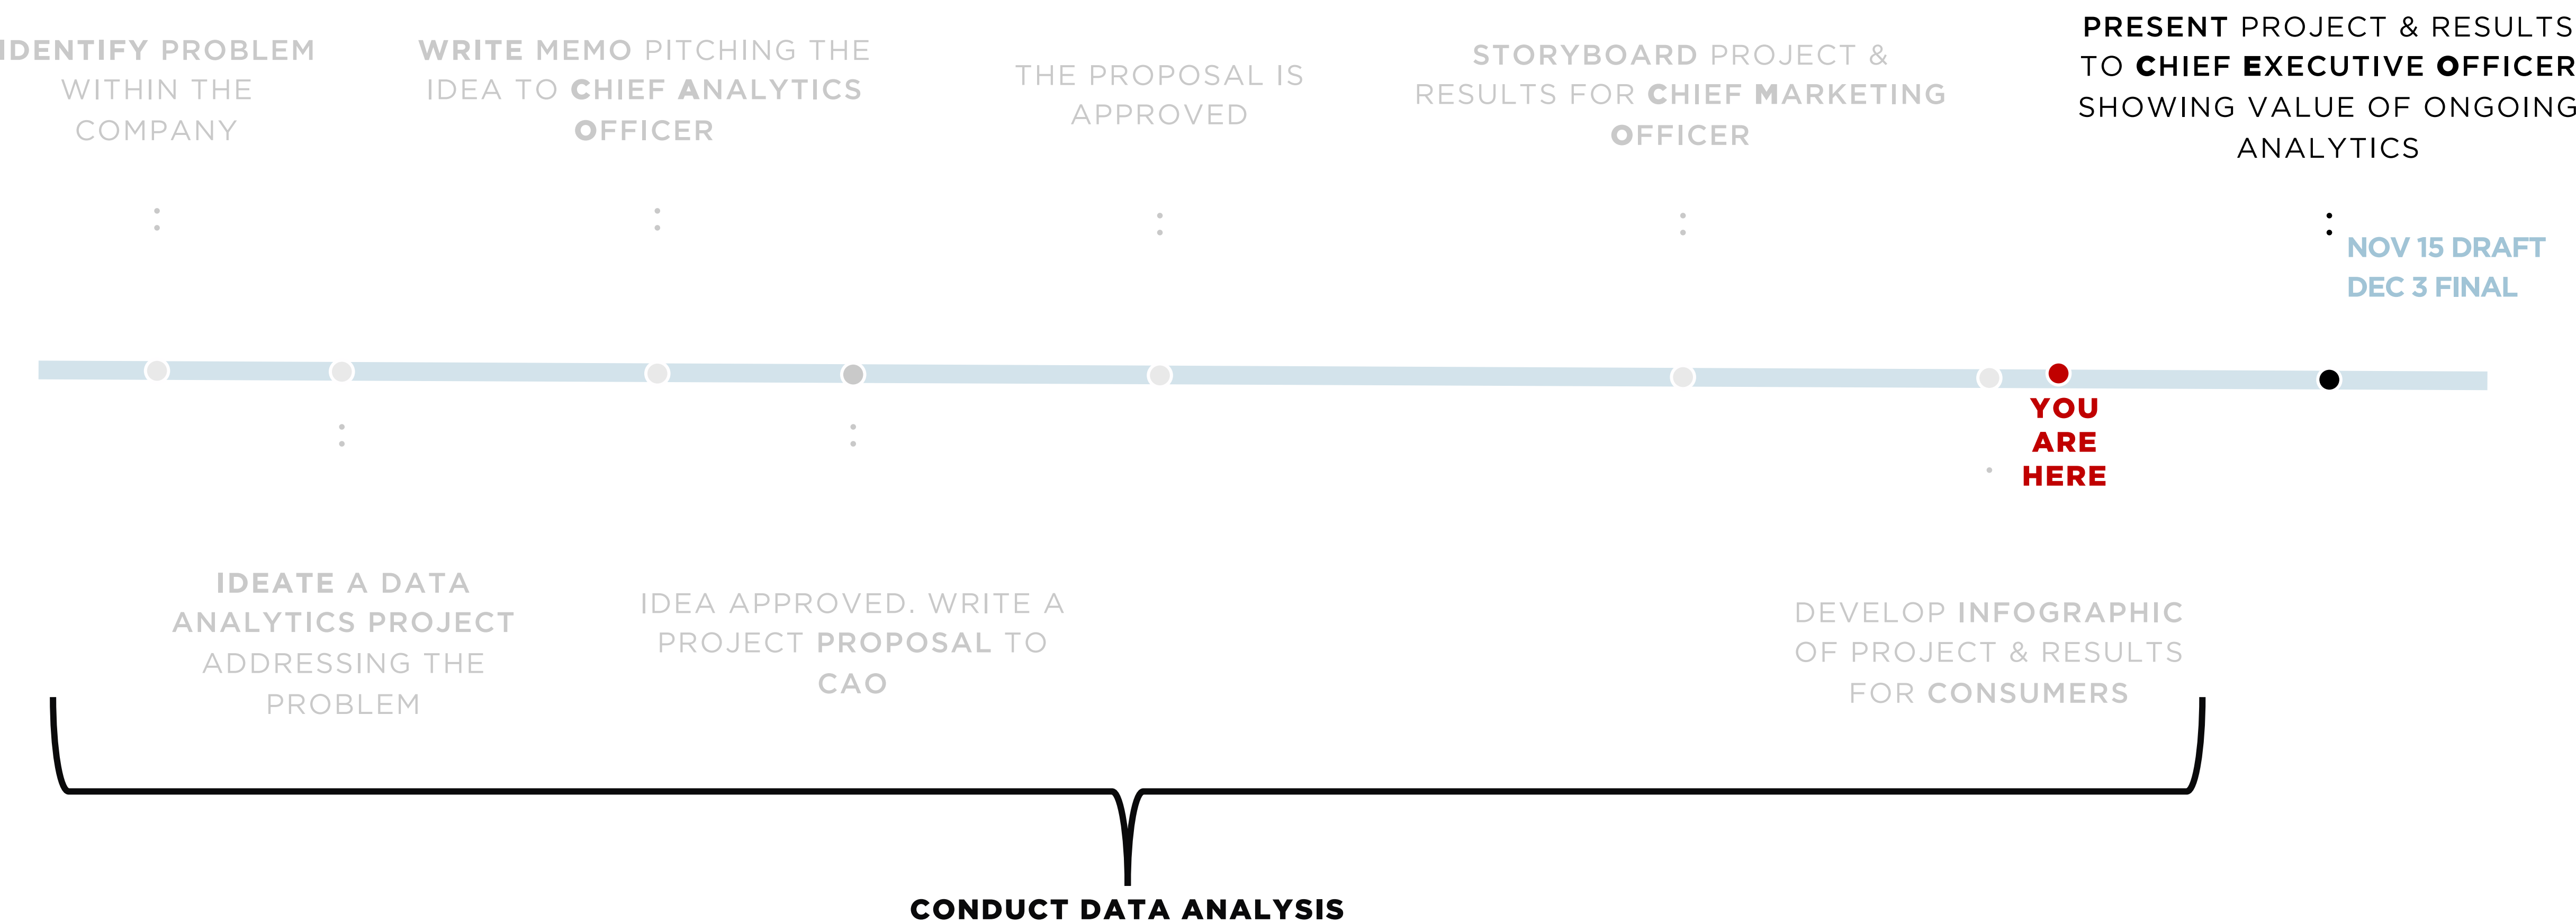 IDENTIFY PROBLEM
WITHIN THE
COMPANY
WRITE MEMO PITCHING THE
IDEA TO CHIEF ANALYTICS
OFFICER
THE PROPOSAL IS
APPROVED
STORYBOARD PROJECT &
RESULTS FOR CHIEF MARKETING
OFFICER
PRESENT PROJECT & RESULTS
TO CHIEF EXECUTIVE OFFICER
SHOWING VALUE OF ONGOING
ANALYTICS
NOV 15 DRAFT
DEC 3 FINAL
YOU
ARE
HERE
IDEATE A DATA
ANALYTICS PROJECT
ADDRESSING THE
PROBLEM
IDEA APPROVED. WRITE A
PROJECT PROPOSAL TO
CAO
DEVELOP INFOGRAPHIC
OF PROJECT & RESULTS
FOR CONSUMERS
CONDUCT DATA ANALYSIS